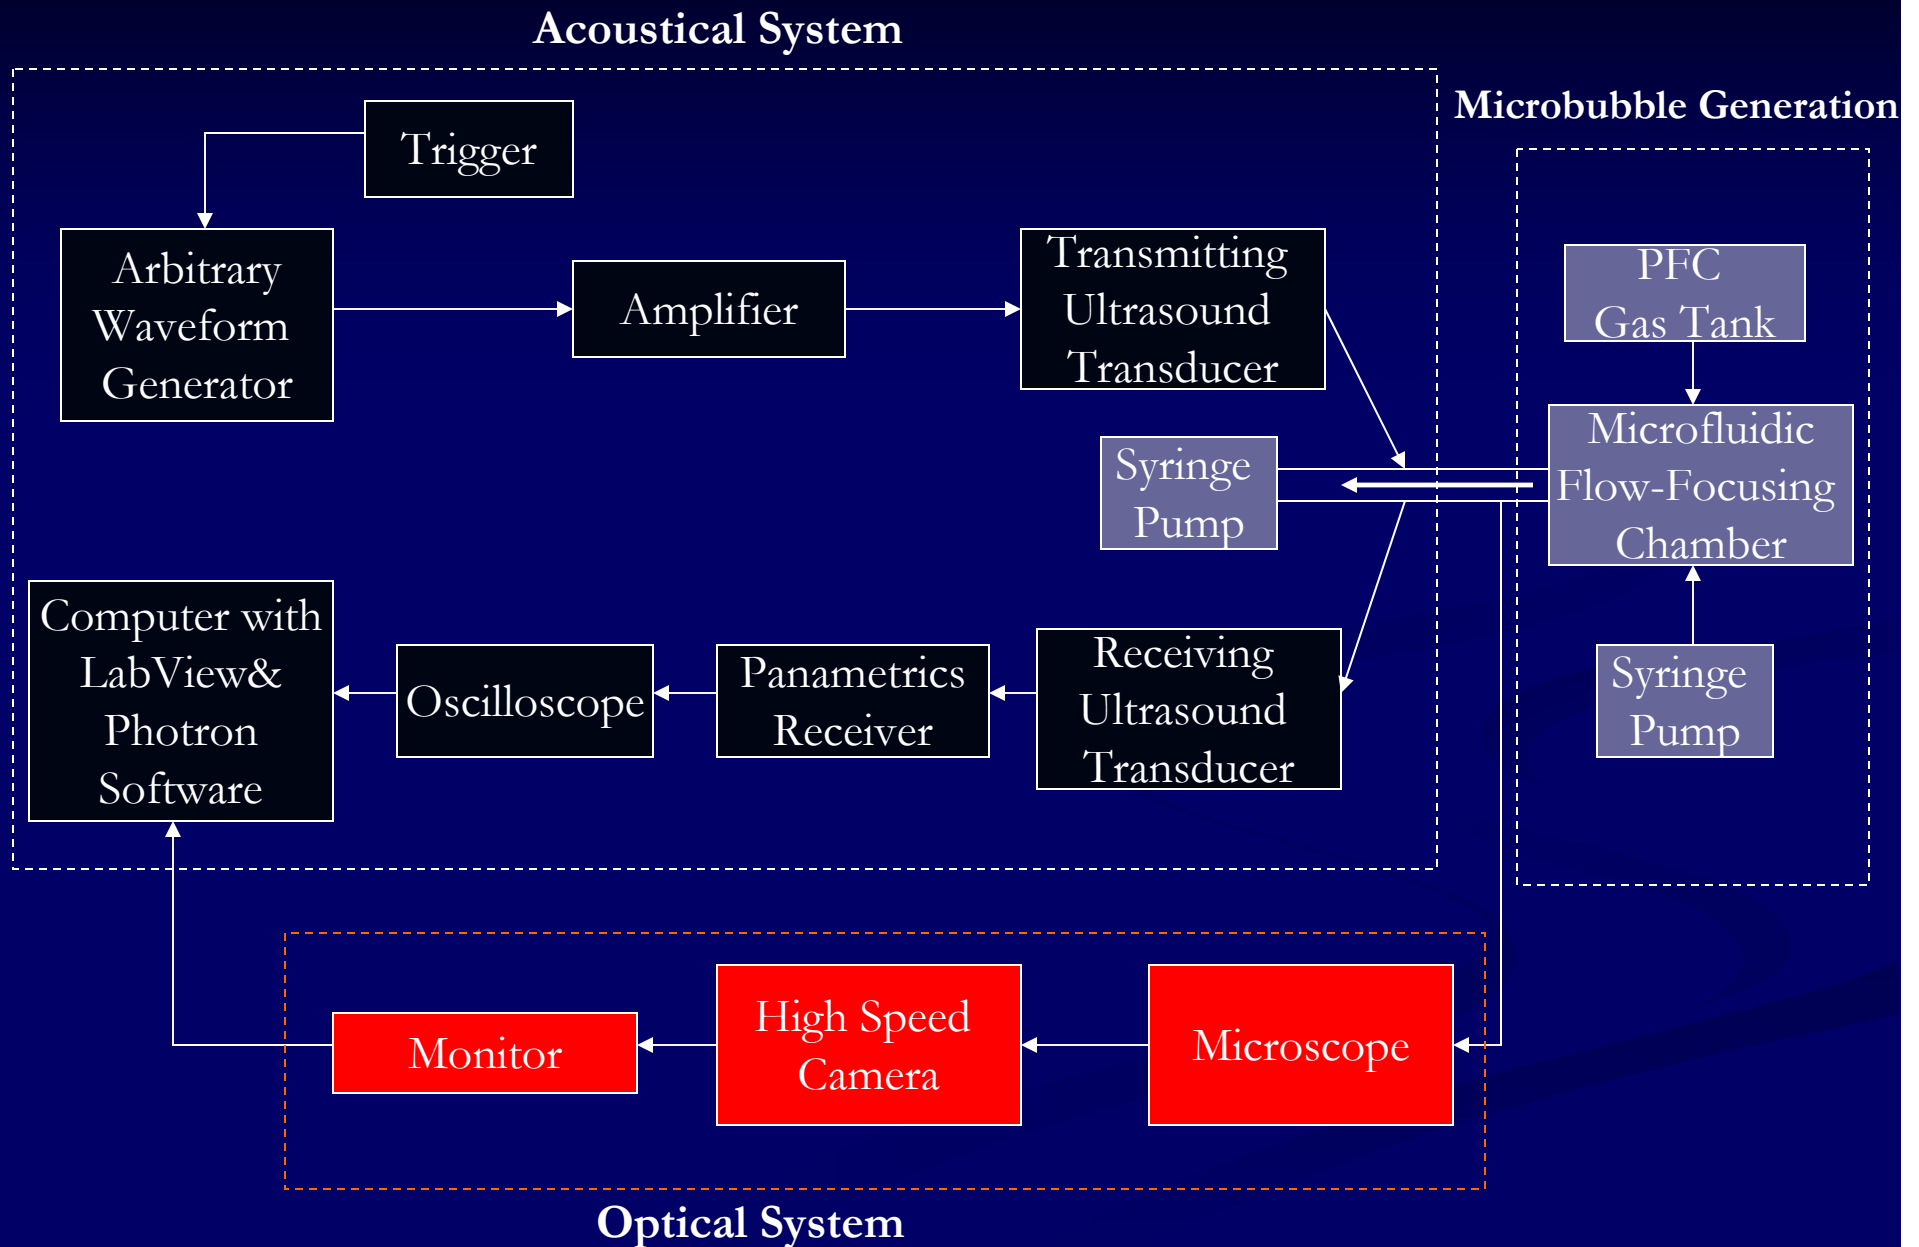 Acoustical System
Microbubble Generation
Trigger
Arbitrary
Waveform
Generator
Amplifier
Transmitting
Ultrasound
Transducer
PFC
Gas Tank
Syringe
Pump
Microfluidic
Flow-Focusing
Chamber
Computer with
LabView&
Photron
Software
Oscilloscope
Panametrics
Receiver
Receiving
Ultrasound
Transducer
Syringe
Pump
Monitor
High Speed
Camera
Microscope
Optical System